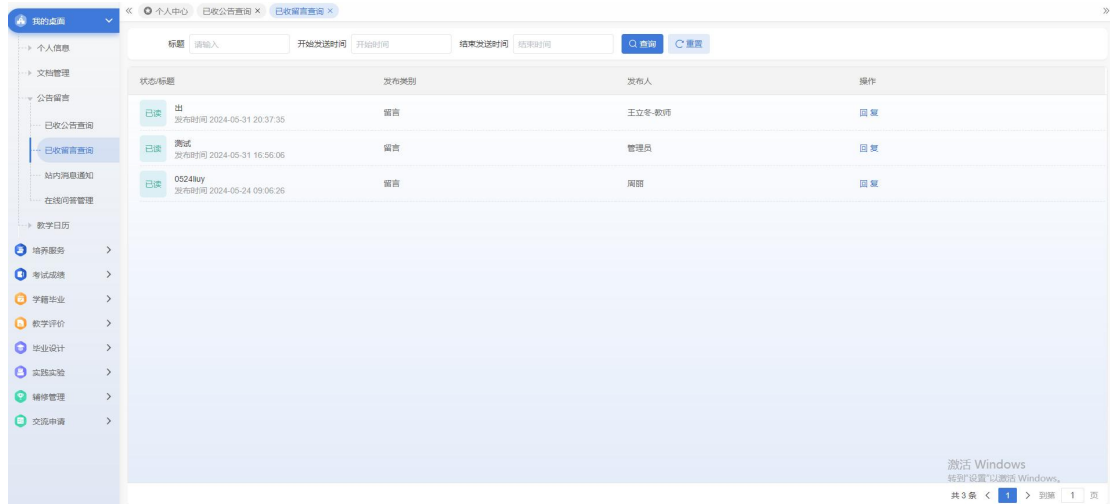 我的桌面
个人中心 已收公告查询 × 已收留言查询 ×
个人信息
文档管理
公告留言
已收公告查询
已收留言查询
站内消息通知
在线问答管理
教学日历
培养服务
考试成绩
学籍毕业
教学评价
毕业设计
实践实验
辅修管理
交流申请
标题 请输入 开始发送时间 开始时间 结束发送时间 结束时间 查询 重置
状态/标题 发布类别 发布人 操作
已读 出 留言 王立冬-教师 回复
发布时间 2024-05-31 20:37:35
已读 测试 留言 管理员 回复
发布时间 2024-05-31 16:56:06
已读 0524liuy 留言 周丽 回复
发布时间 2024-05-24 09:06:26
激活 Windows
转到"设置"以激活 Windows。
共 3 条 1 到第 1 页